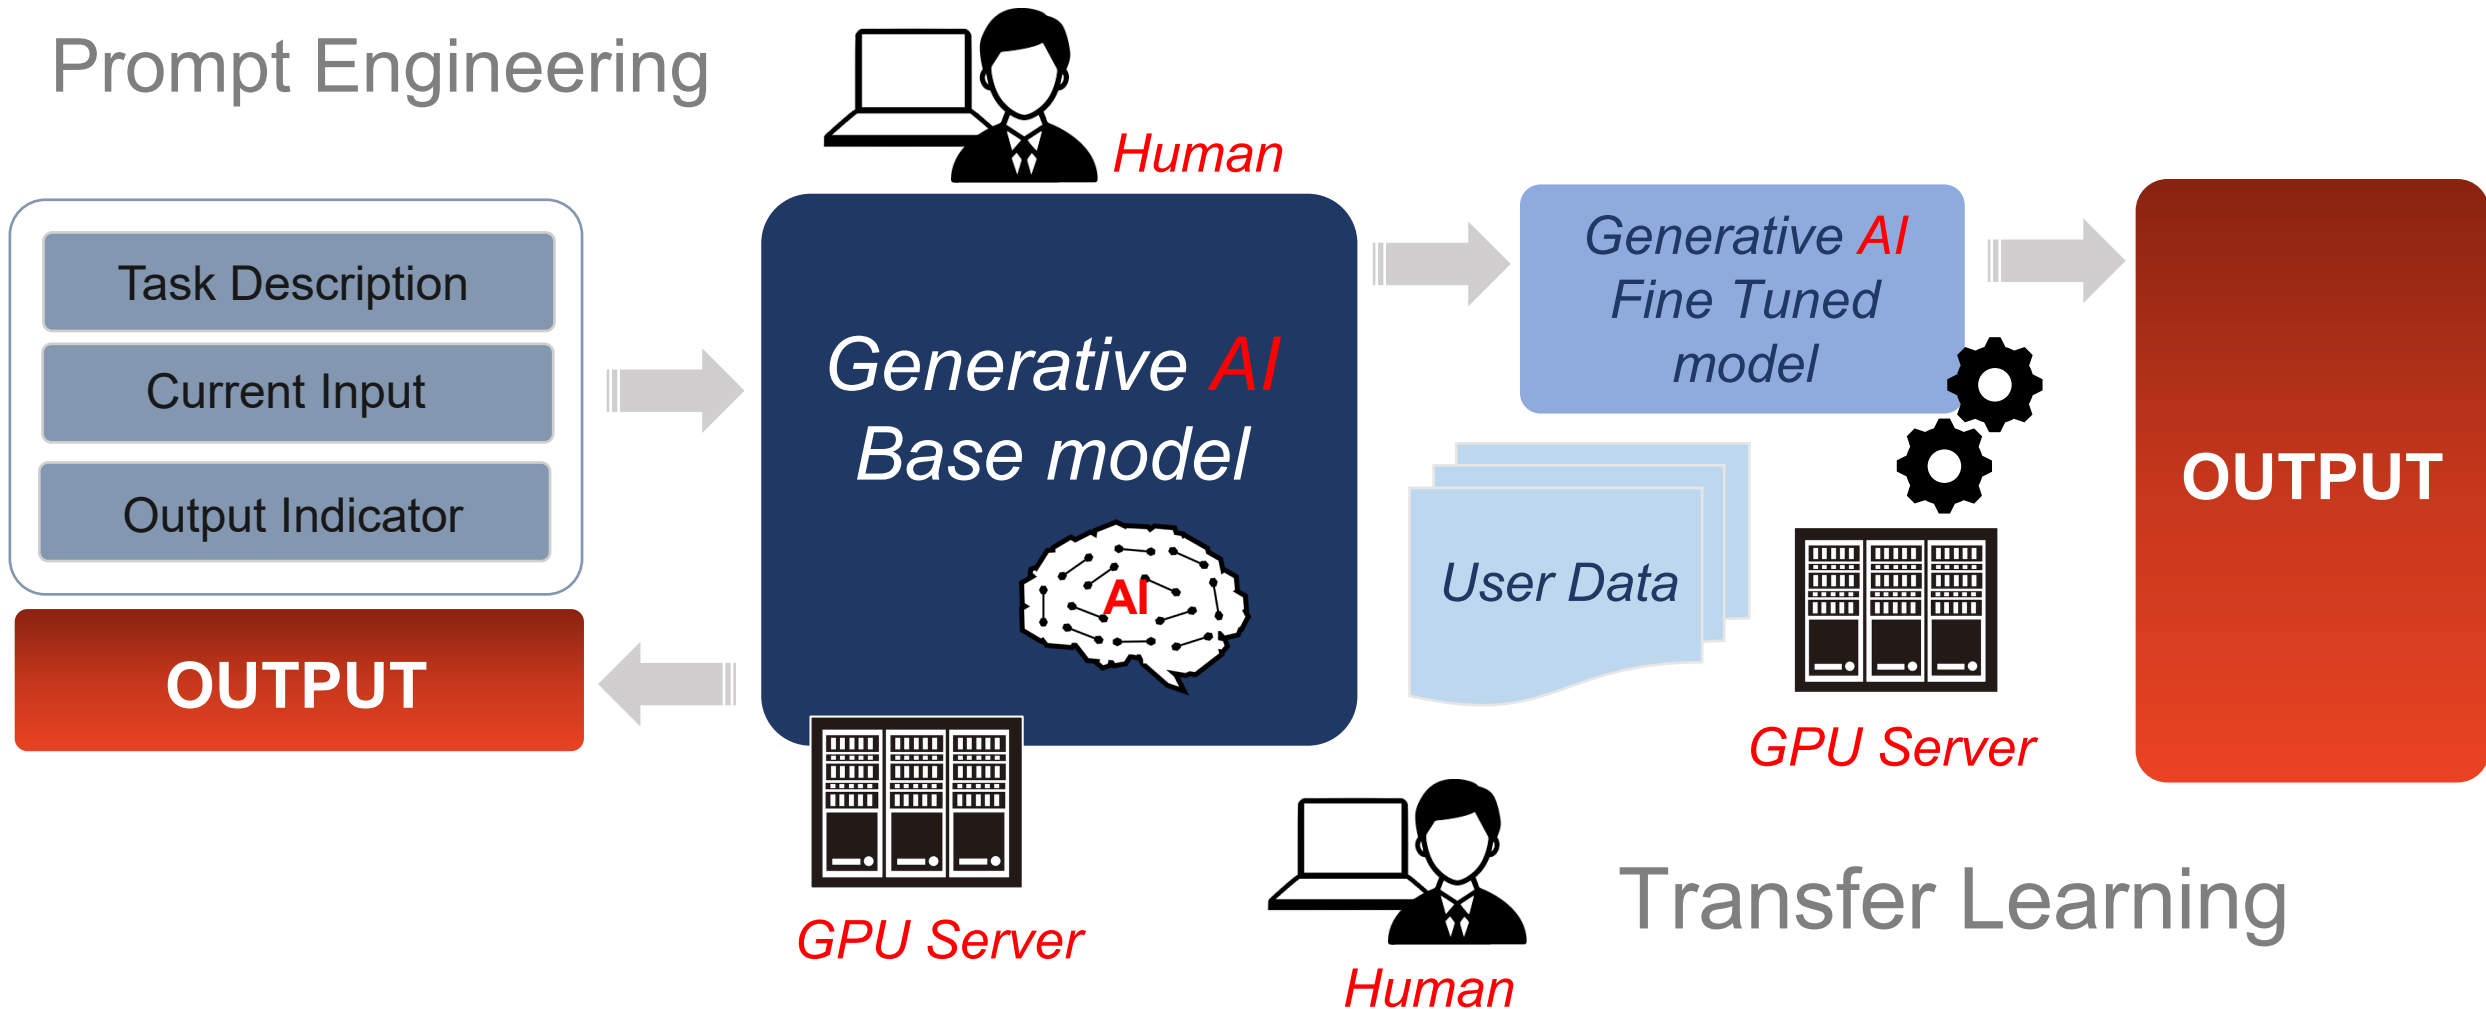 Prompt Engineering
Human
Task Description
Current Input
Output Indicator
OUTPUT
Generative AI
Base model
AI
GPU Server
Generative AI
Fine Tuned
model
User Data
GPU Server
Human
OUTPUT
Transfer Learning